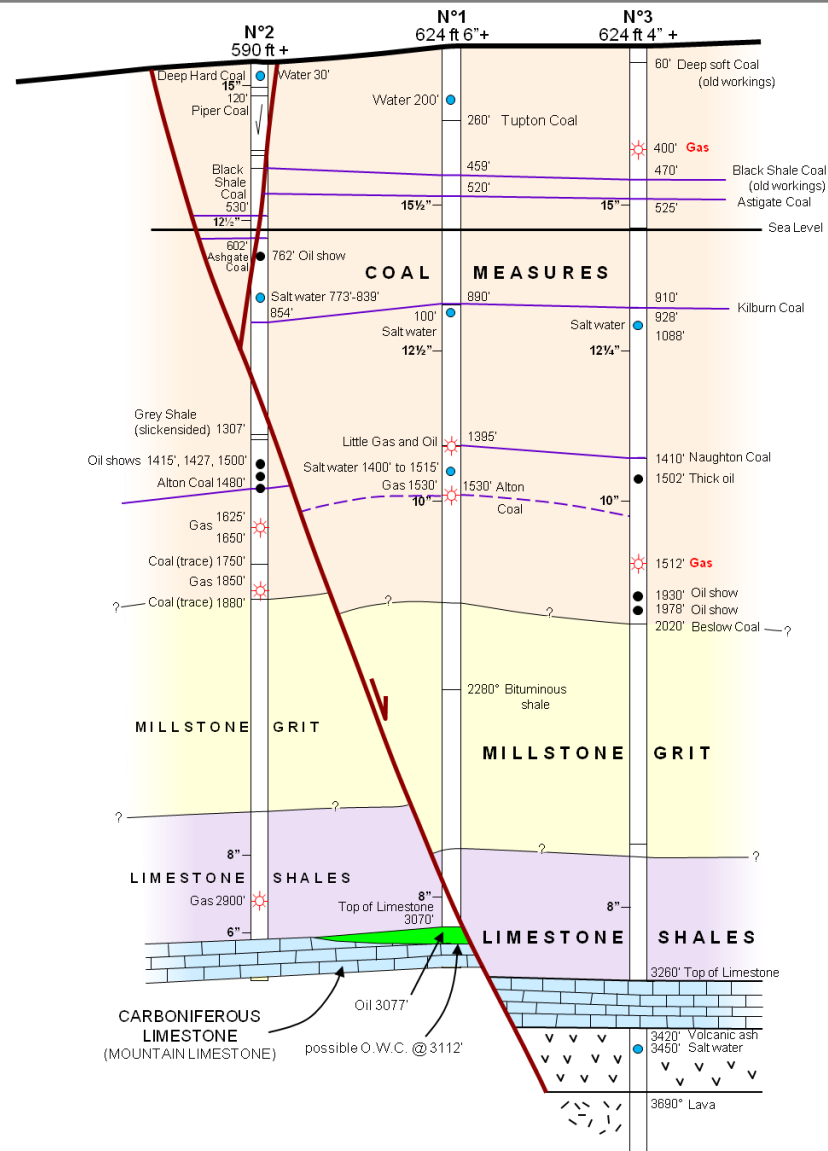 N°2
590 ft +
N°1
624 ft 6"+
N°3
624 ft 4" +
Deep Hard Coal
Water 30'
15"
120'
Piper Coal
Black
Shale
Coal
530'
12½"
602'
Ashgate
Coal
762' Oil show
Salt water 773'-839'
854'
Grey Shale
(slickensided) 1307'
Oil shows 1415', 1427, 1500'
Alton Coal 1480'
1625'
Gas
1650'
Coal (trace) 1750'
Gas 1850'
? Coal (trace) 1880'
Water 200'
260' Tupton Coal
459'
520'
15½"
COAL MEASURES
890'
100'
Salt water
12½"
Little Gas and Oil
1395'
Salt water 1400' to 1515'
Gas 1530'
1530' Alton
Coal
10"
?
?
2280° Bituminous
shale
60' Deep soft Coal
(old workings)
400' Gas
470'
Black Shale Coal
(old workings)
15"
525'
Astigate Coal
Sea Level
910'
Kilburn Coal
928'
Salt water
1088'
12¼"
1410' Naughton Coal
1502' Thick oil
10"
1512' Gas
1930' Oil show
1978' Oil show
2020' Beslow Coal ?
MILLSTONE GRIT
MILLSTONE GRIT
?
?
?
?
8"
LIMESTONE SHALES
Gas 2900'
6"
8"
Top of Limestone
3070'
8"
LIMESTONE SHALES
3260' Top of Limestone
Oil 3077'
possible O.W.C. @ 3112'
CARBONIFEROUS
LIMESTONE
(MOUNTAIN LIMESTONE)
3420' Volcanic ash
3450' Salt water
3690° Lava